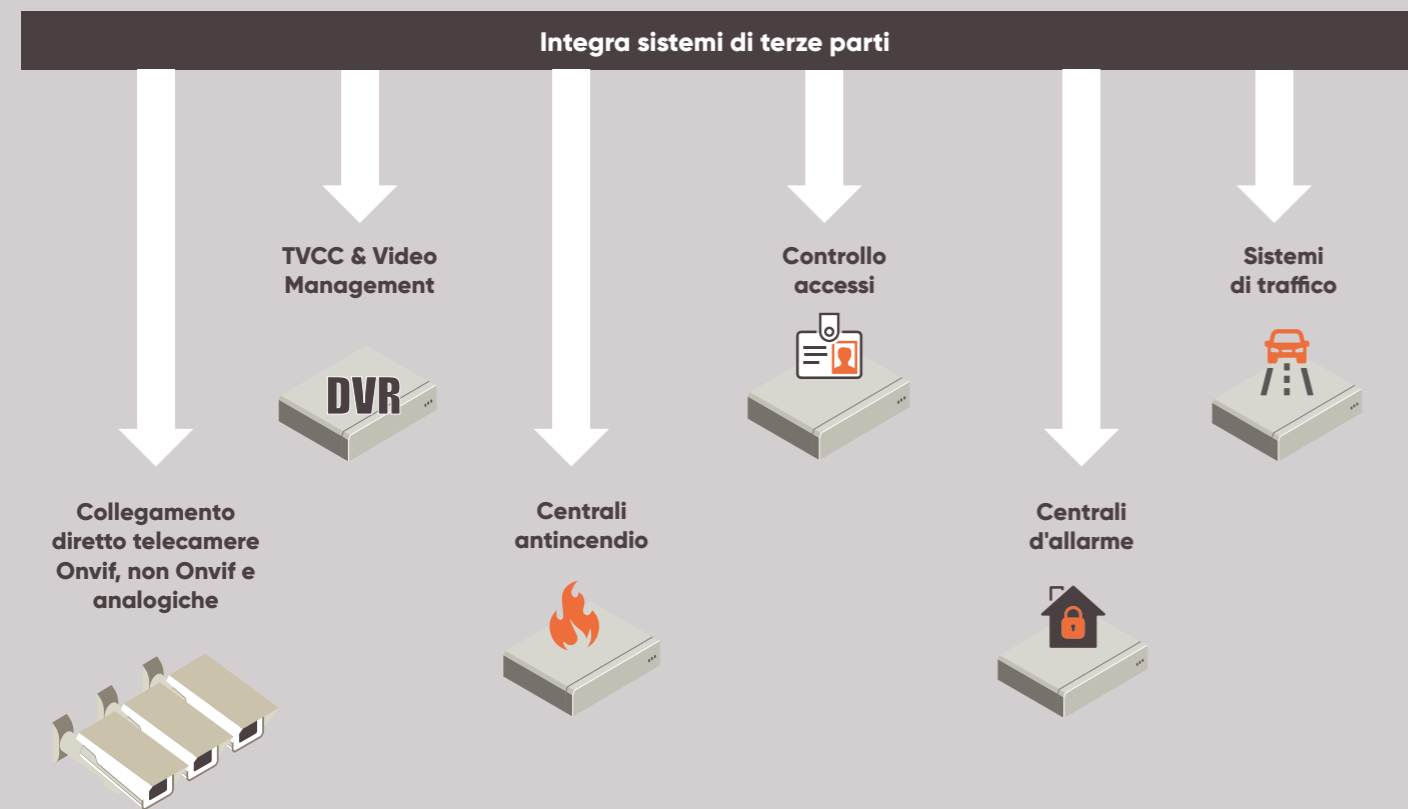 Integra sistemi di terze parti
TVCC & Video
Management
DVR
Controllo
accessi
Sistemi
di traffico
Collegamento
diretto telecamere
Onvif, non Onvif e
analogiche
Centrali
antincendio
Centrali
d'allarme